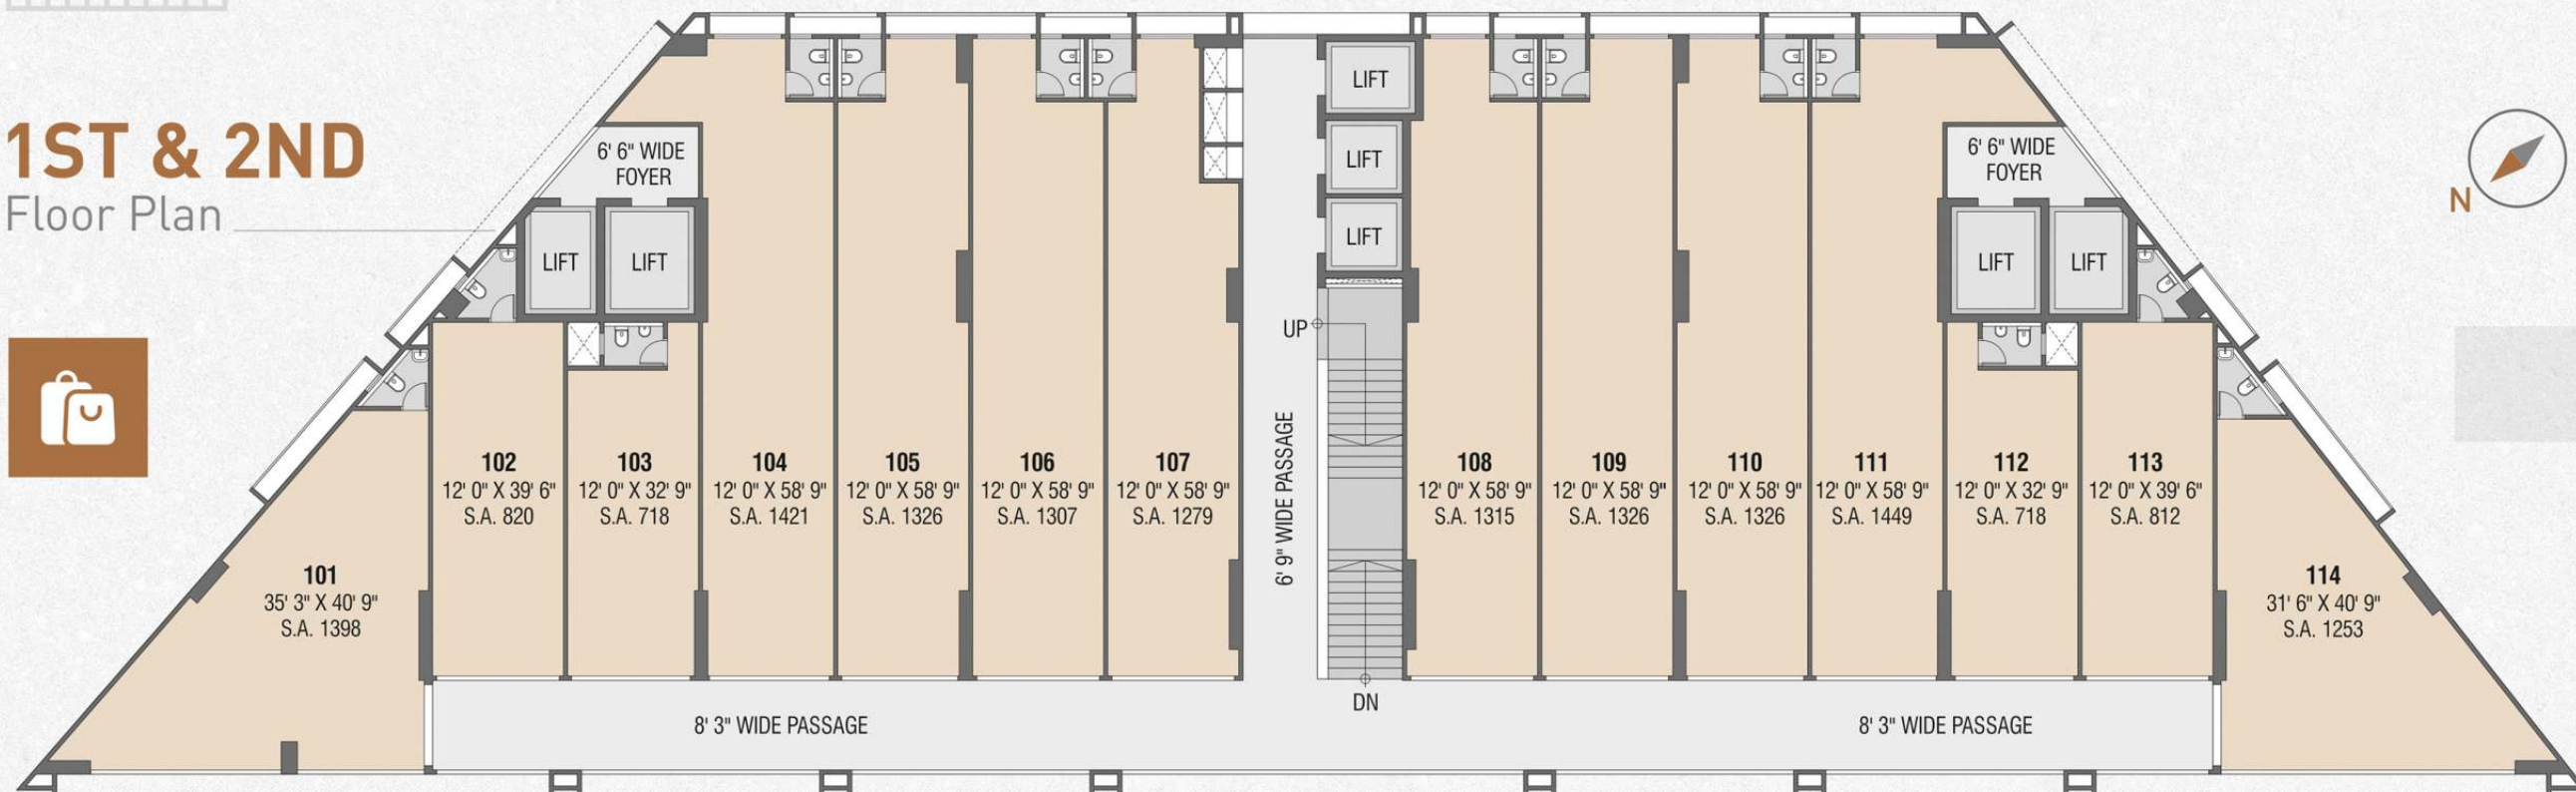 1ST & 2ND
Floor Plan
N
6' 6" WIDE
FOYER
LIFT
LIFT
LIFT
LIFT
LIFT
6' 6" WIDE
FOYER
LIFT
LIFT
UP
DN
6' 9" WIDE PASSAGE
101
35' 3" X 40' 9"
S.A. 1398
102
12' 0" X 39' 6"
S.A. 820
103
12' 0" X 32' 9"
S.A. 718
104
12' 0" X 58' 9"
S.A. 1421
105
12' 0" X 58' 9"
S.A. 1326
106
12' 0" X 58' 9"
S.A. 1307
107
12' 0" X 58' 9"
S.A. 1279
108
12' 0" X 58' 9"
S.A. 1315
109
12' 0" X 58' 9"
S.A. 1326
110
12' 0" X 58' 9"
S.A. 1326
111
12' 0" X 58' 9"
S.A. 1449
112
12' 0" X 32' 9"
S.A. 718
113
12' 0" X 39' 6"
S.A. 812
114
31' 6" X 40' 9"
S.A. 1253
8' 3" WIDE PASSAGE
8' 3" WIDE PASSAGE